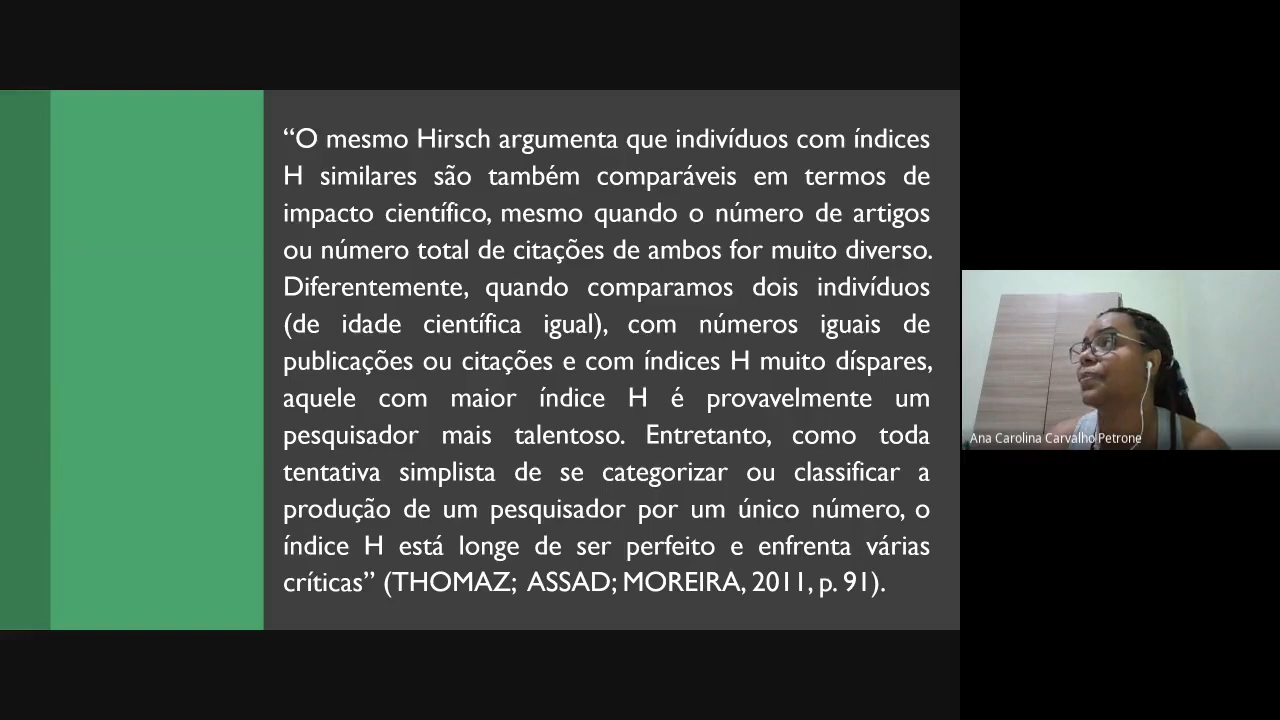 “O mesmo Hirsch argumenta que indivíduos com índices
H similares são também comparáveis em termos de
impacto científico, mesmo quando o número de artigos
ou número total de citações de ambos for muito diverso.
Diferentemente, quando comparamos dois indivíduos
(de idade científica igual), com números iguais de
publicações ou citações e com índices H muito díspares,
aquele com maior índice H é provavelmente um
pesquisador mais talentoso. Entretanto, como toda
tentativa simplista de se categorizar ou classificar a
produção de um pesquisador por um único número, o
índice H está longe de ser perfeito e enfrenta várias
críticas” (THOMAZ; ASSAD; MOREIRA, 2011, p. 91).
Ana Carolina Carvalho Petrone